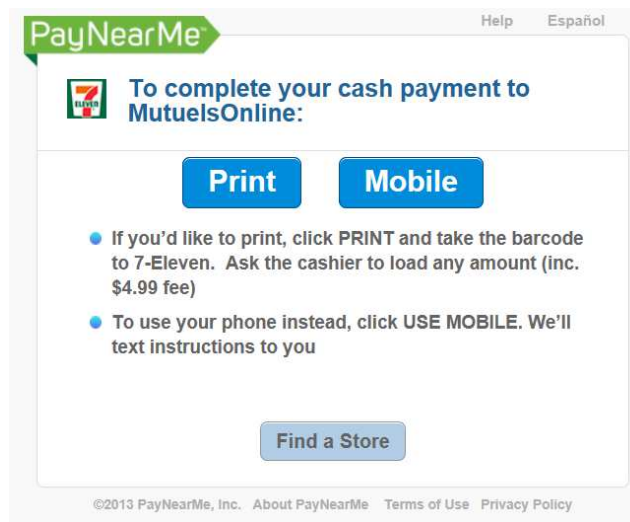 Help Español
PayNearMe™
7
ELEVEN
To complete your cash payment to
MutuelsOnline:
Print Mobile
If you’d like to print, click PRINT and take the barcode
to 7-Eleven. Ask the cashier to load any amount (inc.
$4.99 fee)
To use your phone instead, click USE MOBILE. We’ll
text instructions to you
Find a Store
©2013 PayNearMe, Inc. About PayNearMe Terms of Use Privacy Policy